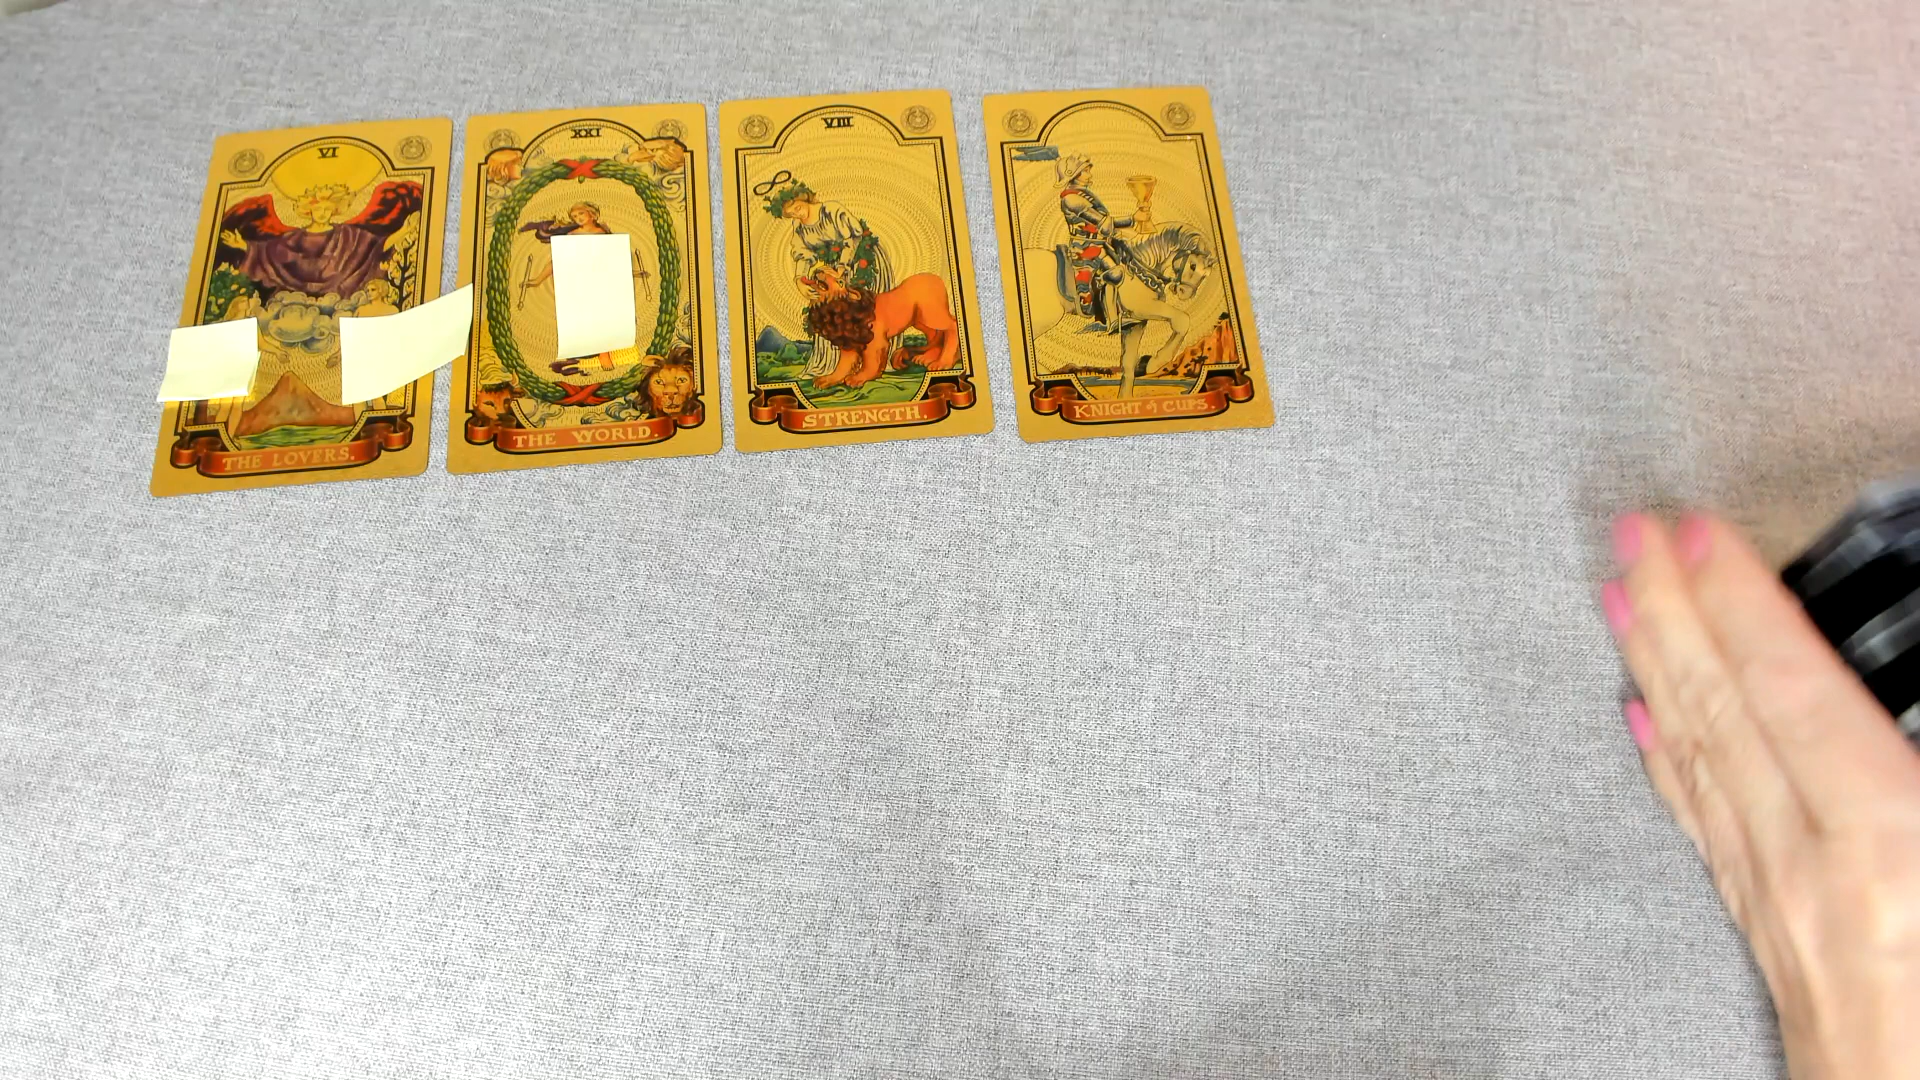 VI
THE LOVERS.
XXI
THE WORLD.
VIII
STRENGTH.
KNIGHT of CUPS.